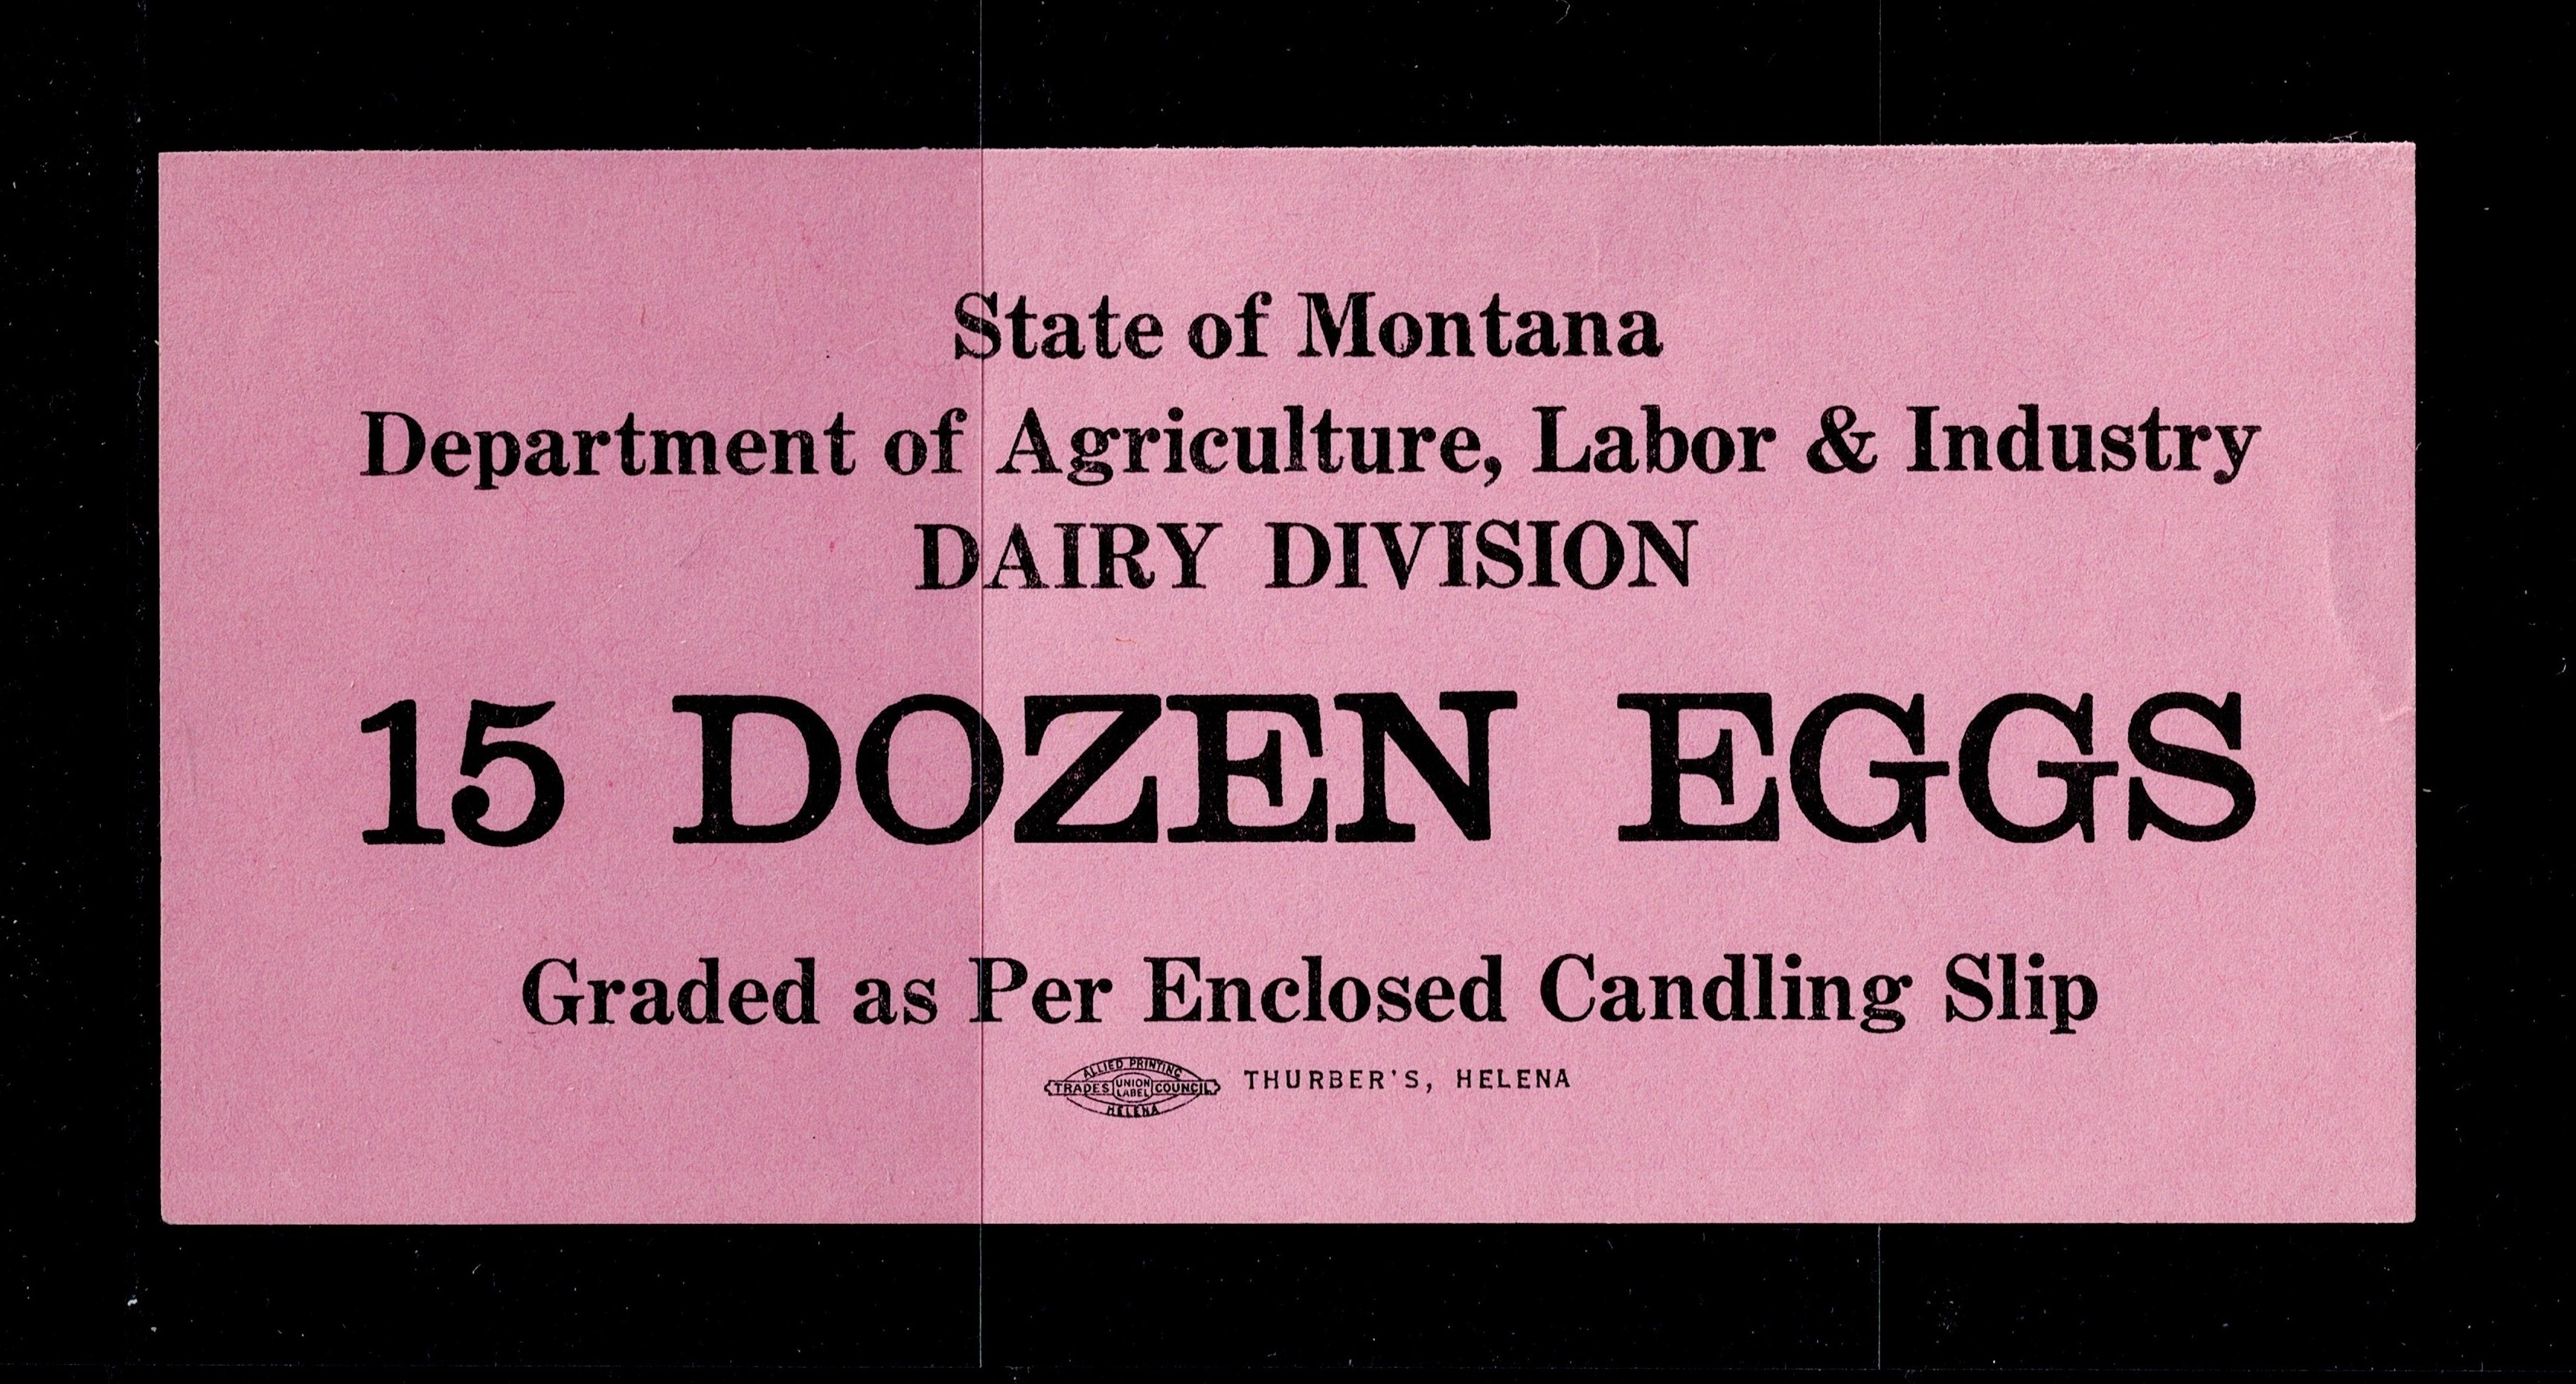 State of Montana
Department of Agriculture, Labor & Industry
DAIRY DIVISION
15 DOZEN EGGS
Graded as Per Enclosed Candling Slip
ALLIED PRINTING
TRADES UNION LABEL COUNCIL
HELENA
THURBER'S, HELENA